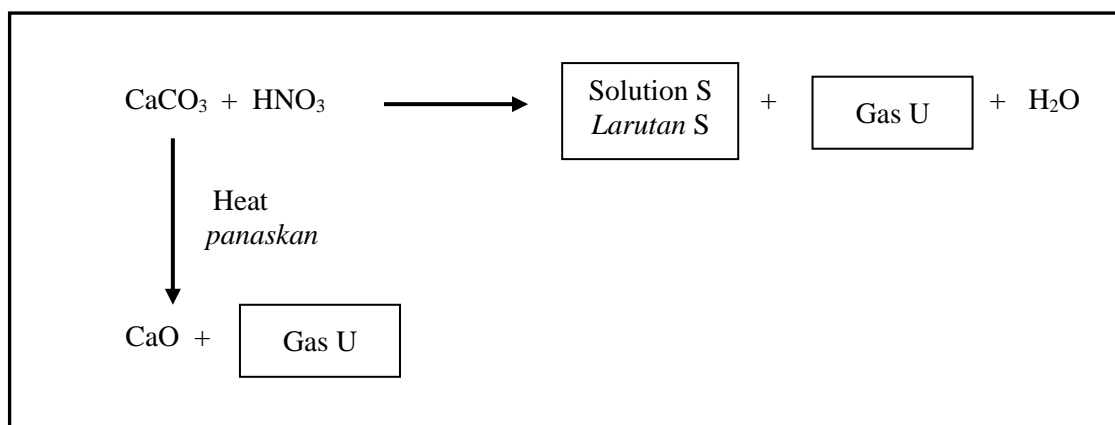 CaCO₃ + HNO₃
Solution S
Larutan S
+
Gas U
+ H₂O
Heat
panaskan
CaO +
Gas U